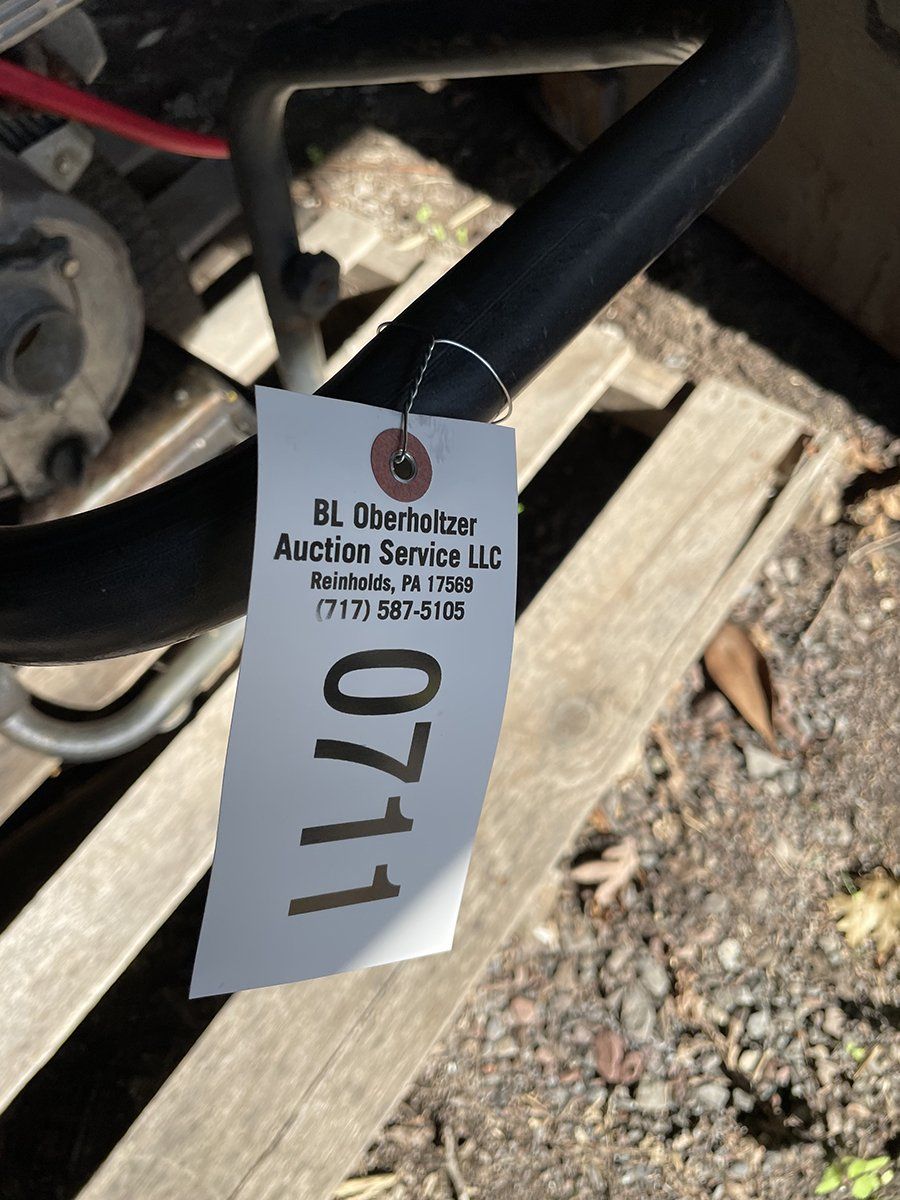 BL Oberholtzer
Auction Service LLC
Reinholds, PA 17569
(717) 587-5105
0711